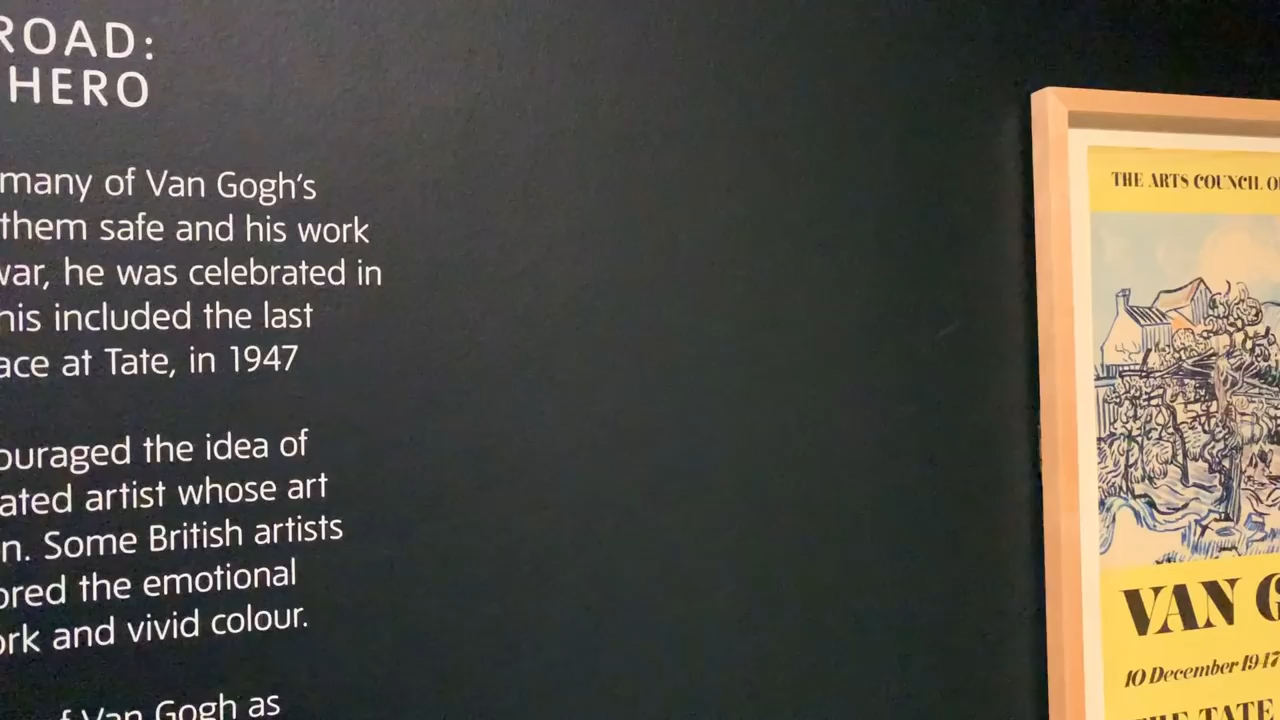 ROAD:
HERO
many of Van Gogh's
them safe and his work
war, he was celebrated in
his included the last
ace at Tate, in 1947
ouraged the idea of
ated artist whose art
n. Some British artists
ored the emotional
ork and vivid colour.
of Van Gogh as
THE ARTS COUNCIL O
VAN G
10 December 1947
THE TATE